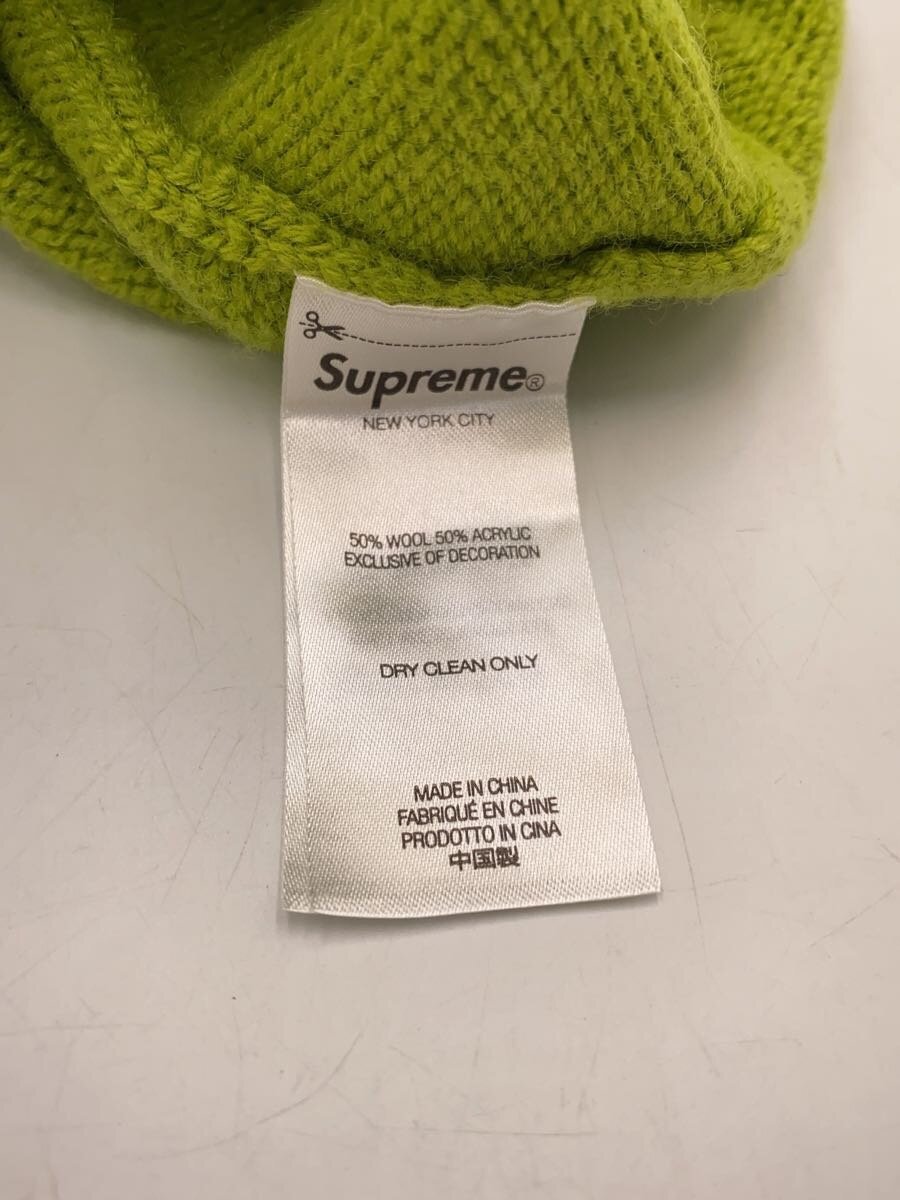 Supreme®
NEW YORK CITY
50% WOOL 50% ACRYLIC
EXCLUSIVE OF DECORATION
DRY CLEAN ONLY
MADE IN CHINA
FABRIQUÉ EN CHINE
PRODOTTO IN CINA
中国製